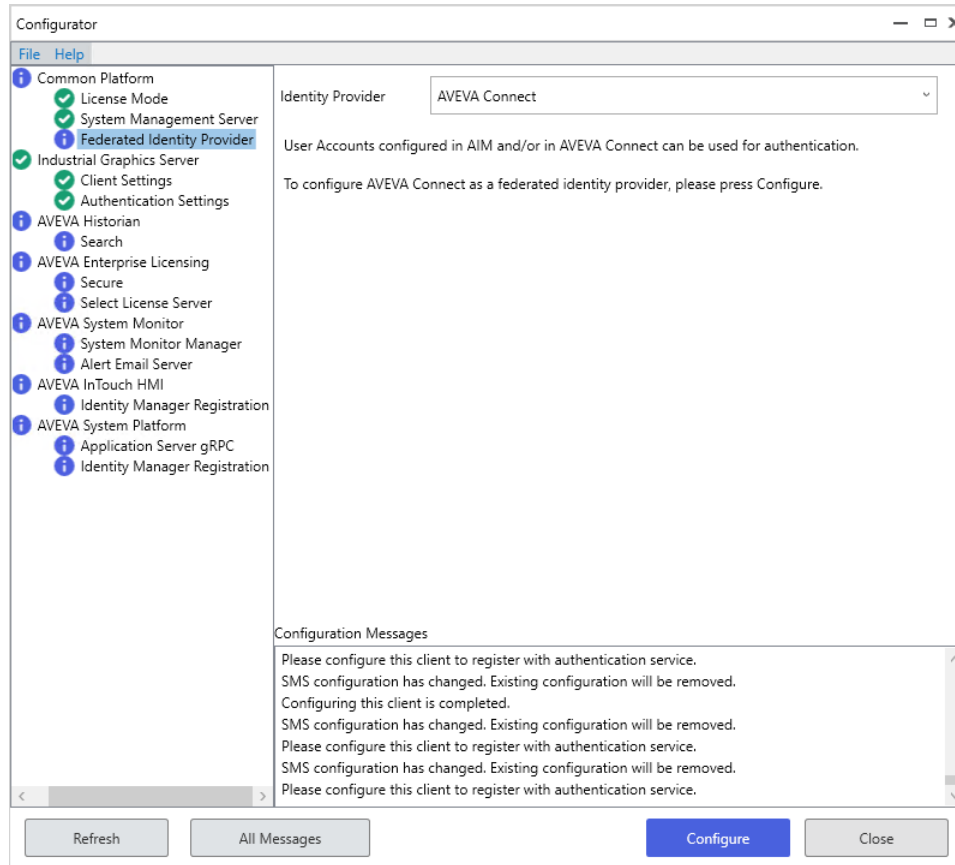 Configurator
File Help
Common Platform
License Mode
System Management Server
Federated Identity Provider
Industrial Graphics Server
Client Settings
Authentication Settings
AVEVA Historian
Search
AVEVA Enterprise Licensing
Secure
Select License Server
AVEVA System Monitor
System Monitor Manager
Alert Email Server
AVEVA InTouch HMI
Identity Manager Registration
AVEVA System Platform
Application Server gRPC
Identity Manager Registration
Identity Provider AVEVA Connect
User Accounts configured in AIM and/or in AVEVA Connect can be used for authentication.
To configure AVEVA Connect as a federated identity provider, please press Configure.
Configuration Messages
Please configure this client to register with authentication service.
SMS configuration has changed. Existing configuration will be removed.
Configuring this client is completed.
SMS configuration has changed. Existing configuration will be removed.
Please configure this client to register with authentication service.
SMS configuration has changed. Existing configuration will be removed.
Please configure this client to register with authentication service.
Refresh All Messages Configure Close